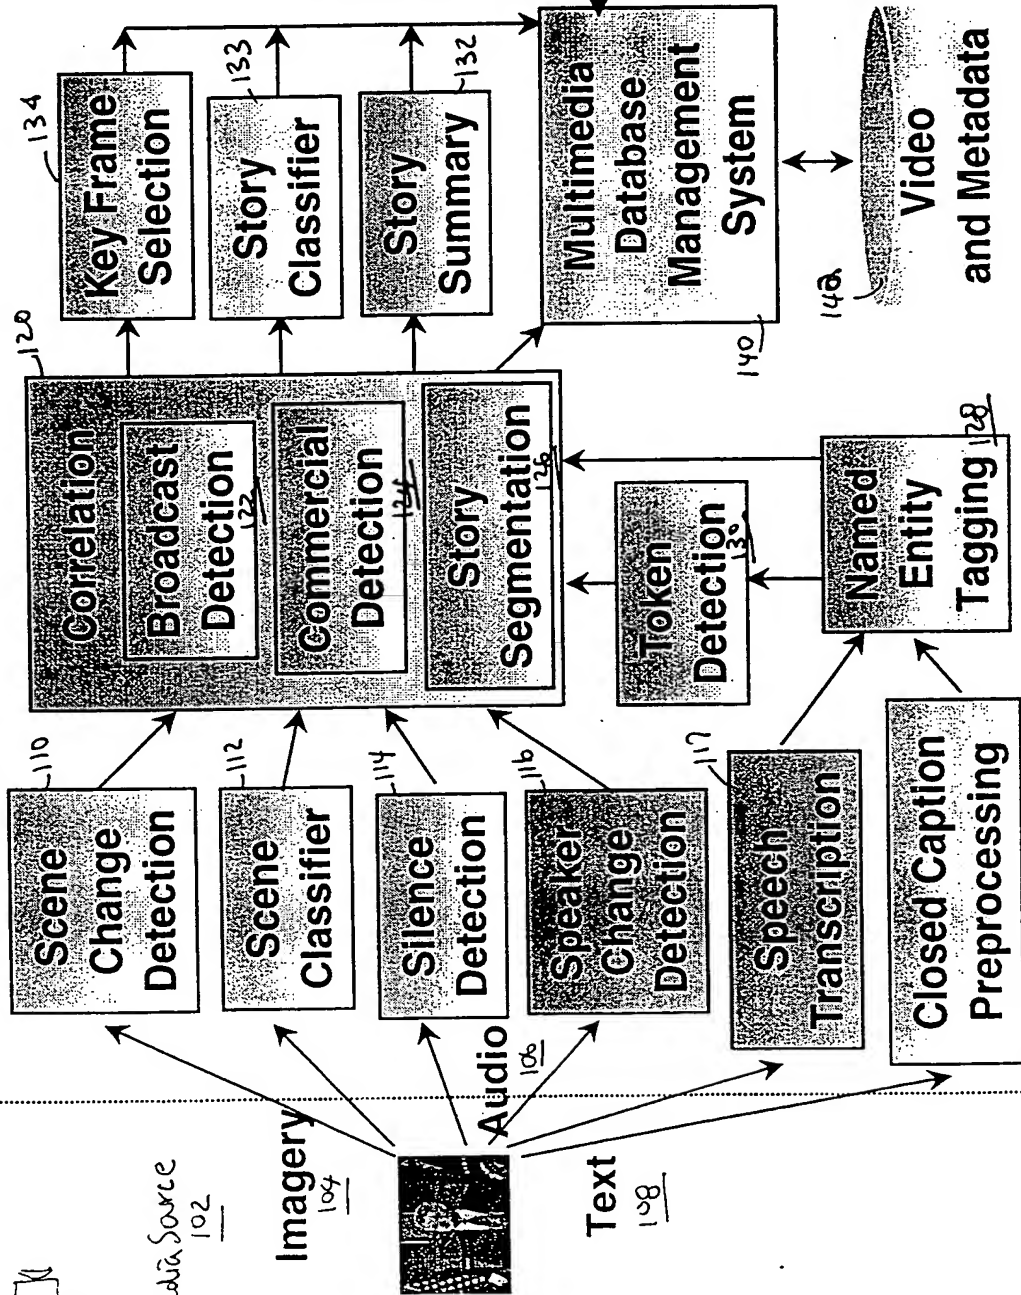 Media Source
102
Imagery
104
Audio
106
Text
108
Scene
Change
Detection
110
Scene
Classifier
112
Silence
Detection
114
Speaker
Change
Detection
116
Speech
Transcription
117
Closed Caption
Preprocessing
Correlation
120
Broadcast
Detection
122
Commercial
Detection
124
Story
Segmentation
126
Token
Detection
130
Named
Entity
Tagging 128
Key Frame
Selection
134
Story
Classifier
133
Story
Summary
132
Multimedia
Database
Management
System
140
Video
and Metadata
142